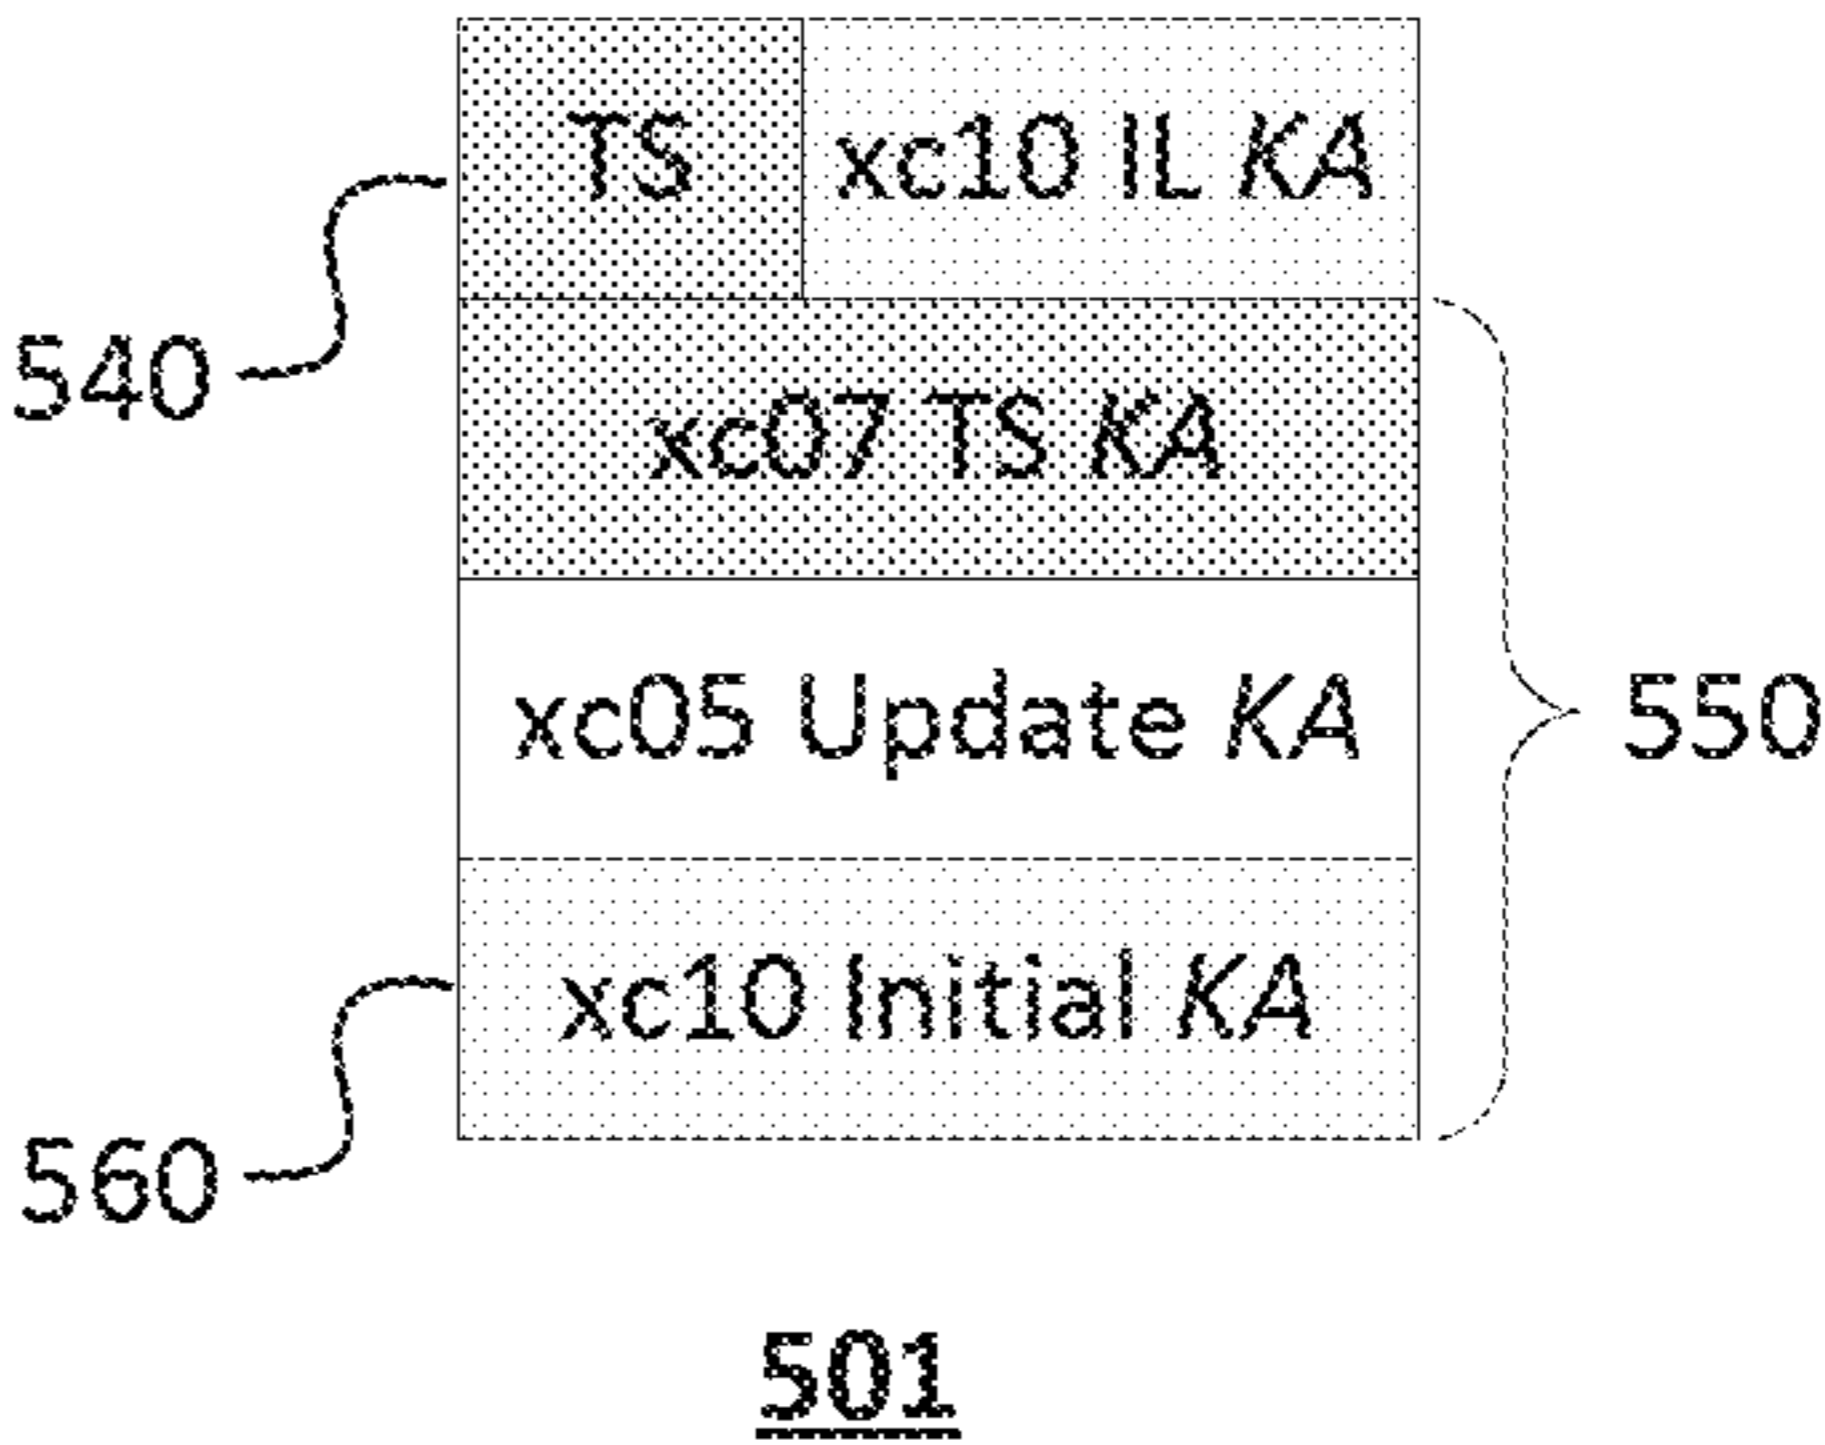 TS xc10 IL KA
540
xc07 TS KA
xc05 Update KA
550
xc10 Initial KA
560
501